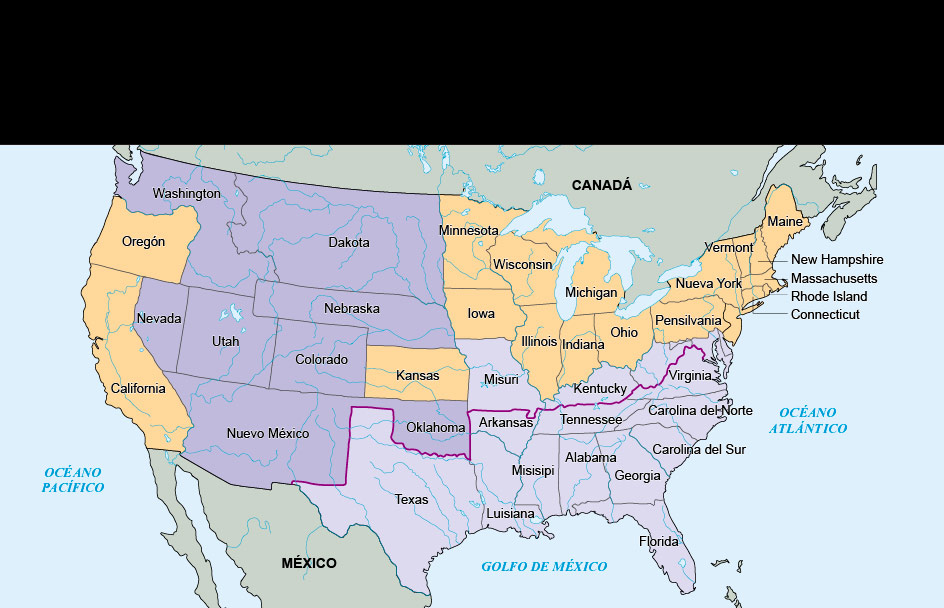 CANADÁ
Washington
Oregón
Dakota
Minnesota
Maine
Vermont
New Hampshire
Wisconsin
Massachusetts
Nueva York
Michigan
Rhode Island
Nebraska
Iowa
Connecticut
Nevada
Pensilvania
Utah
Illinois
Indiana
Ohio
Colorado
Kansas
Misuri
Virginia
California
Kentucky
Carolina del Norte
OCÉANO
ATLÁNTICO
Nuevo México
Oklahoma
Arkansas
Tennessee
Carolina del Sur
Alabama
Misisipi
Georgia
OCÉANO
PACÍFICO
Texas
Luisiana
Florida
MÉXICO
GOLFO DE MÉXICO